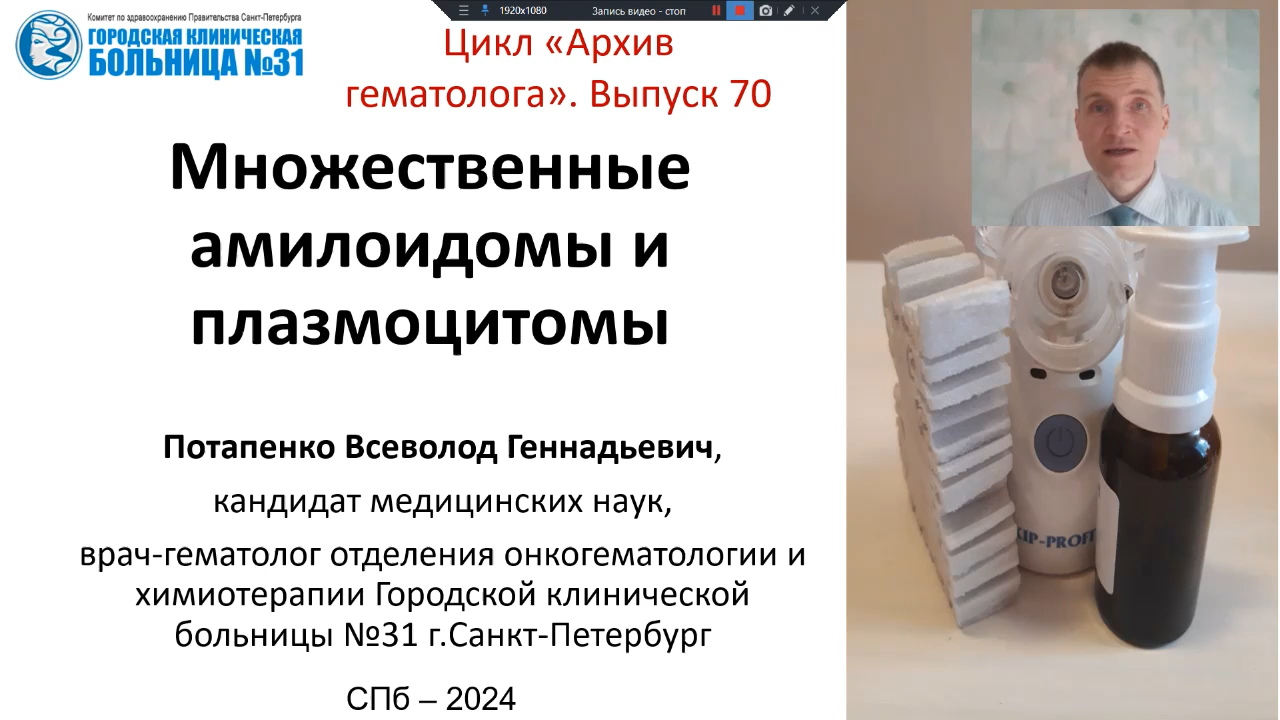 1920x1080
Запись видео - стоп
Комитет по здравоохранению Правительства Санкт-Петербурга
ГОРОДСКАЯ КЛИНИЧЕСКАЯ
БОЛЬНИЦА №31
Цикл «Архив
гематолога». Выпуск 70
Множественные
амилоидомы и
плазмоцитомы
Потапенко Всеволод Геннадьевич,
кандидат медицинских наук,
врач-гематолог отделения онкогематологии и
химиотерапии Городской клинической
больницы №31 г.Санкт-Петербург
СПб – 2024